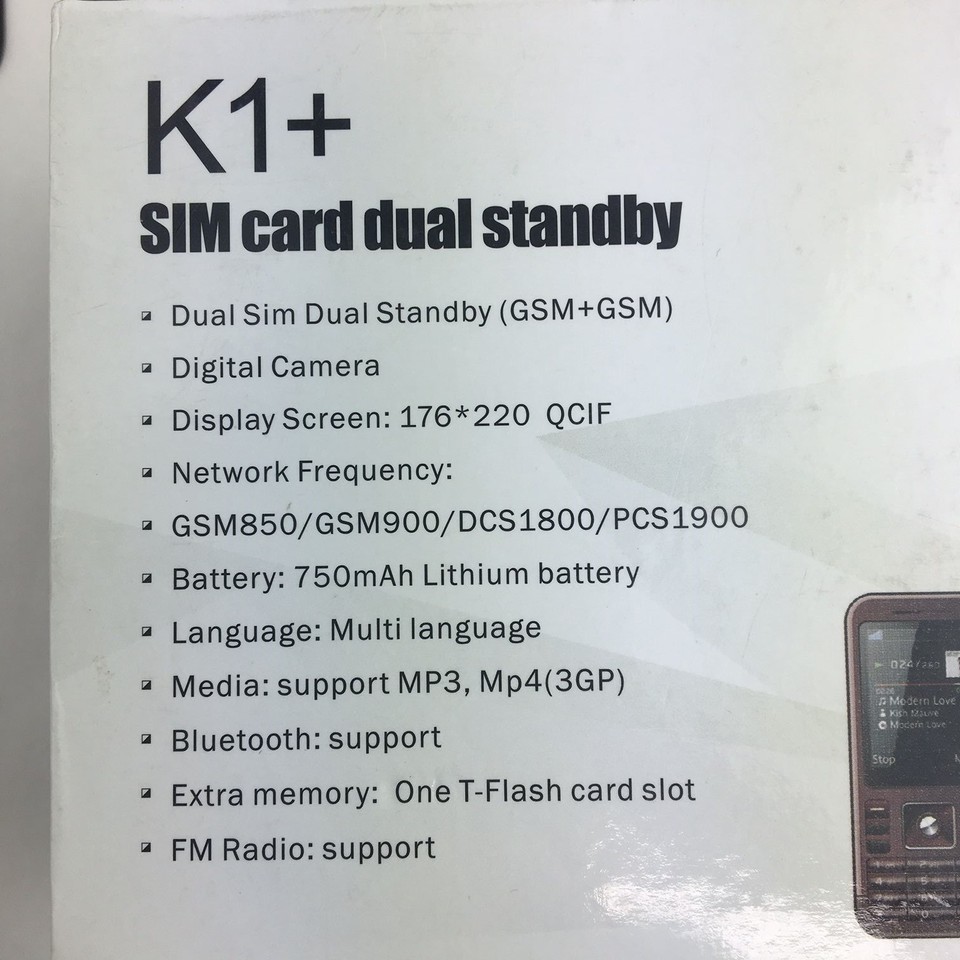 K1+
SIM card dual standby
Dual Sim Dual Standby (GSM+GSM)
Digital Camera
Display Screen: 176*220 QCIF
Network Frequency:
GSM850/GSM900/DCS1800/PCS1900
Battery: 750mAh Lithium battery
Language: Multi language
Media: support MP3, Mp4(3GP)
Bluetooth: support
Extra memory: One T-Flash card slot
FM Radio: support
Modern Love
Kish Mauve
Modern Love
Stop